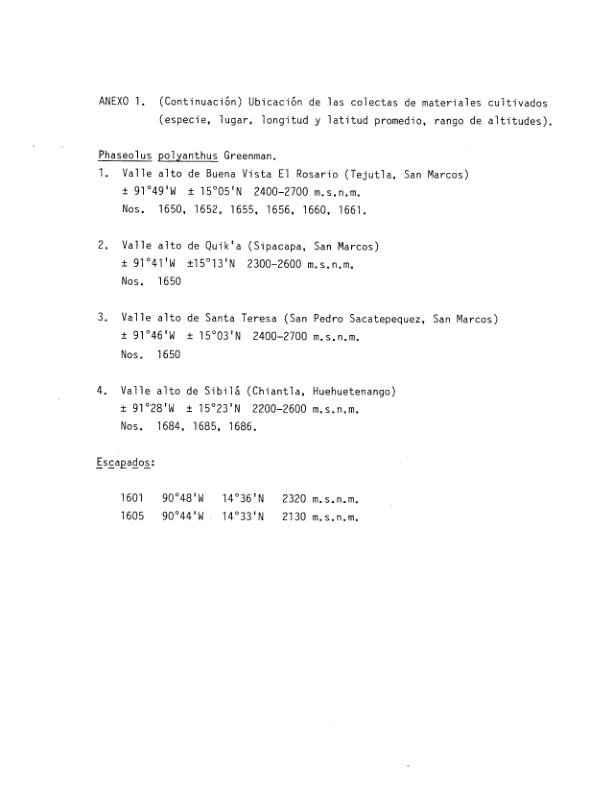 ANEXO 1. (Continuación) Ubicación de las colectas de materiales cultivados
(especie, lugar, longitud y latitud promedio, rango de altitudes).
Phaseolus polyanthus Greenman.
1. Valle alto de Buena Vista El Rosario (Tejutla, San Marcos)
± 91°49'W ± 15°05'N 2400-2700 m.s.n.m.
Nos. 1650, 1652, 1655, 1656, 1660, 1661.
2. Valle alto de Quik'a (Sipacapa, San Marcos)
± 91°41'W ±15°13'N 2300-2600 m.s.n.m.
Nos. 1650
3. Valle alto de Santa Teresa (San Pedro Sacatepequez, San Marcos)
± 91°46'W ± 15°03'N 2400-2700 m.s.n.m.
Nos. 1650
4. Valle alto de Sibilá (Chiantla, Huehuetenango)
± 91°28'W ± 15°23'N 2200-2600 m.s.n.m.
Nos. 1684, 1685, 1686.
Escapados:
1601 90°48'W 14°36'N 2320 m.s.n.m.
1605 90°44'W 14°33'N 2130 m.s.n.m.